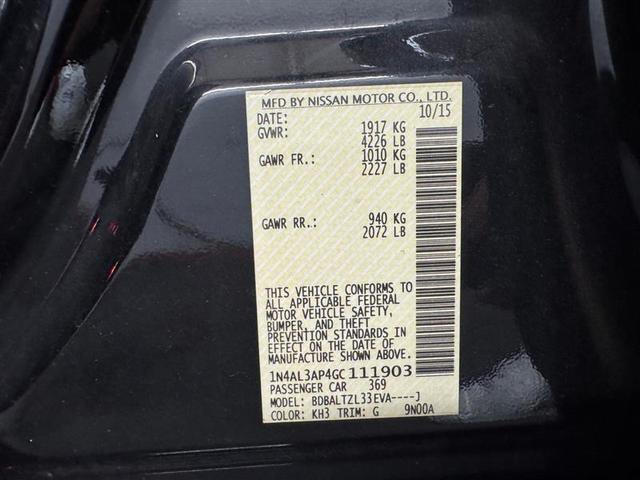 MFD BY NISSAN MOTOR CO., LTD.
DATE: 10/15
GVWR: 1917 KG
4226 LB
GAWR FR.: 1010 KG
2227 LB
GAWR RR.: 940 KG
2072 LB
THIS VEHICLE CONFORMS TO
ALL APPLICABLE FEDERAL
MOTOR VEHICLE SAFETY,
BUMPER, AND THEFT
PREVENTION STANDARDS IN
EFFECT ON THE DATE OF
MANUFACTURE SHOWN ABOVE.
1N4AL3AP4GC111903
PASSENGER CAR 369
MODEL: BDBALTZL33EVA----J
COLOR: KH3 TRIM: G 9N00A